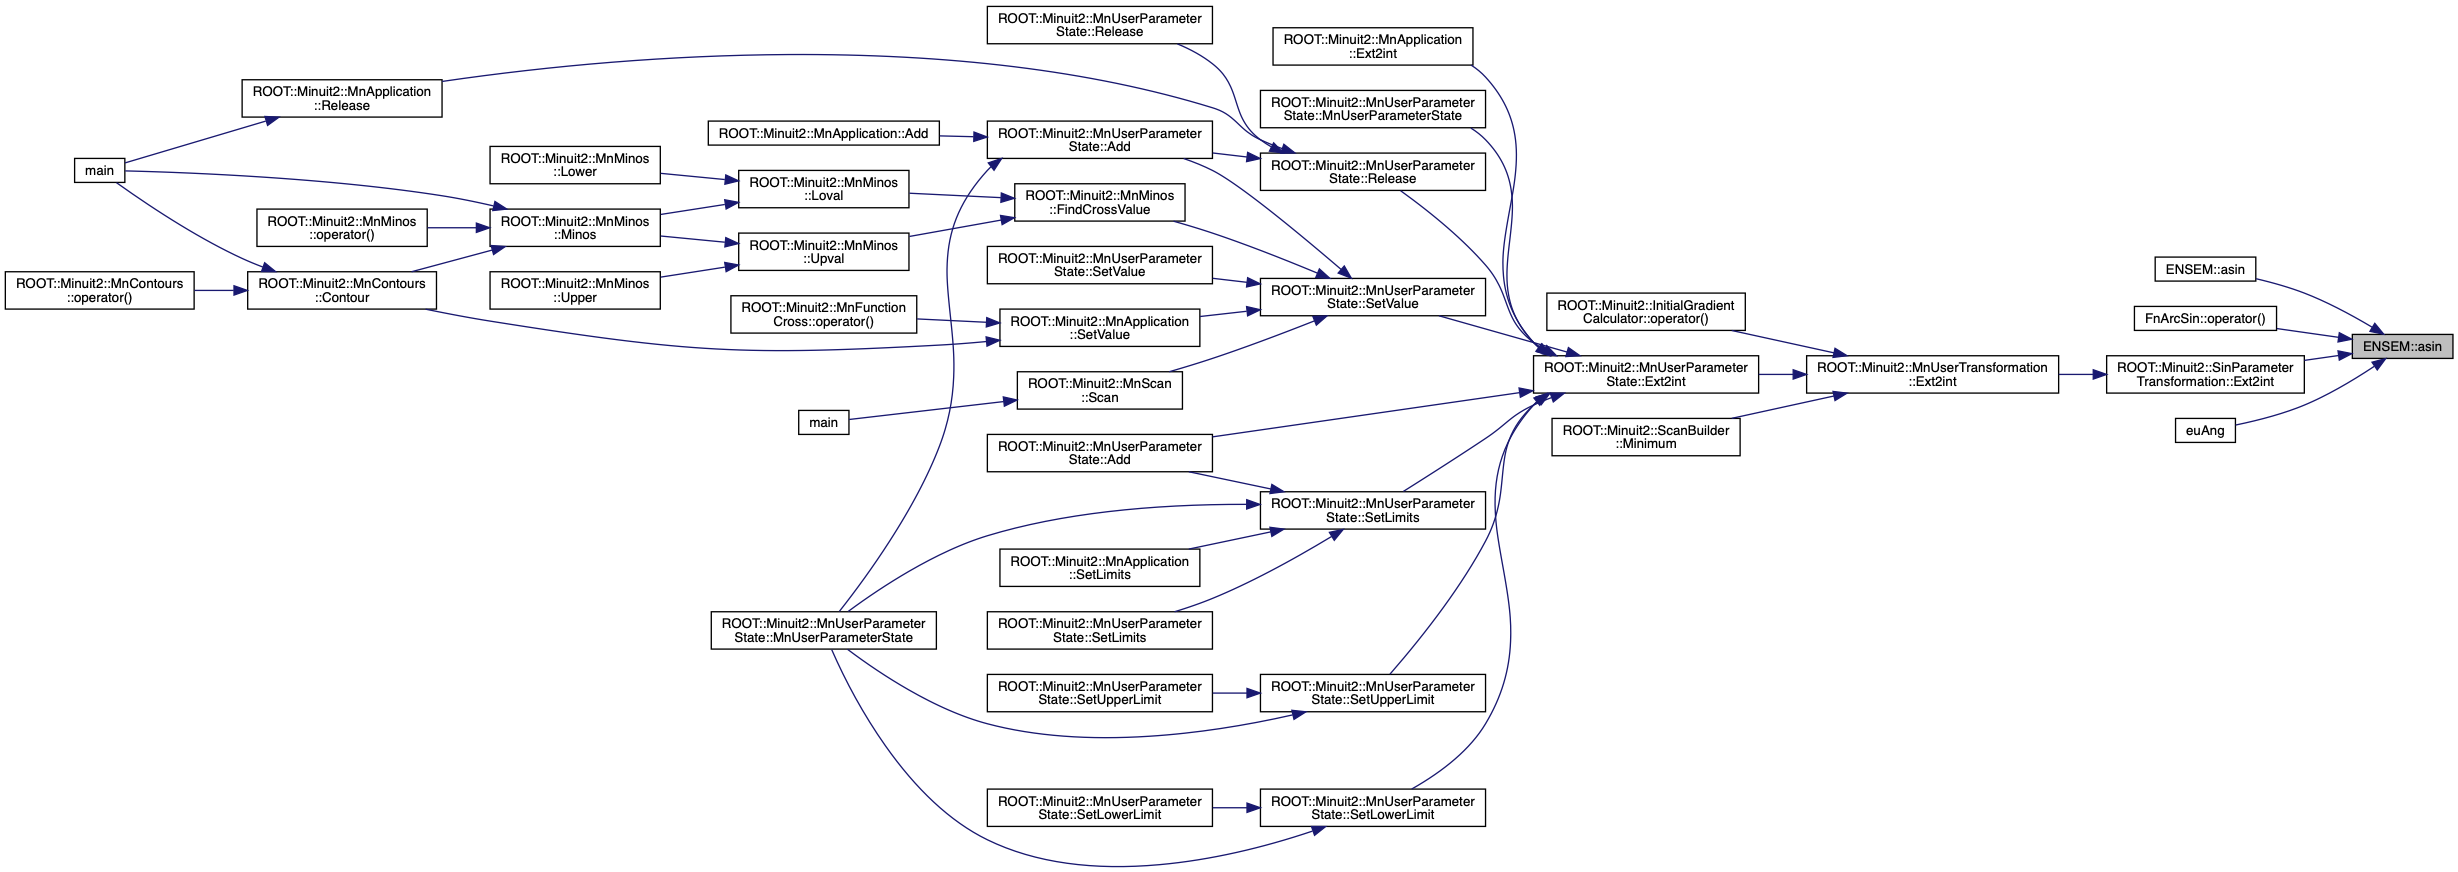 ROOT::Minuit2::MnUserParameter
State::Release
ROOT::Minuit2::MnApplication
::Ext2int
ROOT::Minuit2::MnApplication
::Release
ROOT::Minuit2::MnUserParameter
State::MnUserParameterState
ROOT::Minuit2::MnApplication::Add
ROOT::Minuit2::MnUserParameter
State::Add
ROOT::Minuit2::MnMinos
::Lower
ROOT::Minuit2::MnUserParameter
State::Release
main
ROOT::Minuit2::MnMinos
::Loval
ROOT::Minuit2::MnMinos
::FindCrossValue
ROOT::Minuit2::MnMinos
::operator()
ROOT::Minuit2::MnMinos
::Minos
ROOT::Minuit2::MnMinos
::Upval
ROOT::Minuit2::MnUserParameter
State::SetValue
ENSEM::asin
ROOT::Minuit2::MnContours
::operator()
ROOT::Minuit2::MnContours
::Contour
ROOT::Minuit2::MnMinos
::Upper
ROOT::Minuit2::MnUserParameter
State::SetValue
ROOT::Minuit2::MnFunction
Cross::operator()
ROOT::Minuit2::MnApplication
::SetValue
ROOT::Minuit2::InitialGradient
Calculator::operator()
FnArcSin::operator()
ENSEM::asin
ROOT::Minuit2::MnScan
::Scan
ROOT::Minuit2::MnUserParameter
State::Ext2int
ROOT::Minuit2::MnUserTransformation
::Ext2int
ROOT::Minuit2::SinParameter
Transformation::Ext2int
main
ROOT::Minuit2::MnUserParameter
State::Add
ROOT::Minuit2::ScanBuilder
::Minimum
euAng
ROOT::Minuit2::MnUserParameter
State::SetLimits
ROOT::Minuit2::MnApplication
::SetLimits
ROOT::Minuit2::MnUserParameter
State::MnUserParameterState
ROOT::Minuit2::MnUserParameter
State::SetLimits
ROOT::Minuit2::MnUserParameter
State::SetUpperLimit
ROOT::Minuit2::MnUserParameter
State::SetUpperLimit
ROOT::Minuit2::MnUserParameter
State::SetLowerLimit
ROOT::Minuit2::MnUserParameter
State::SetLowerLimit